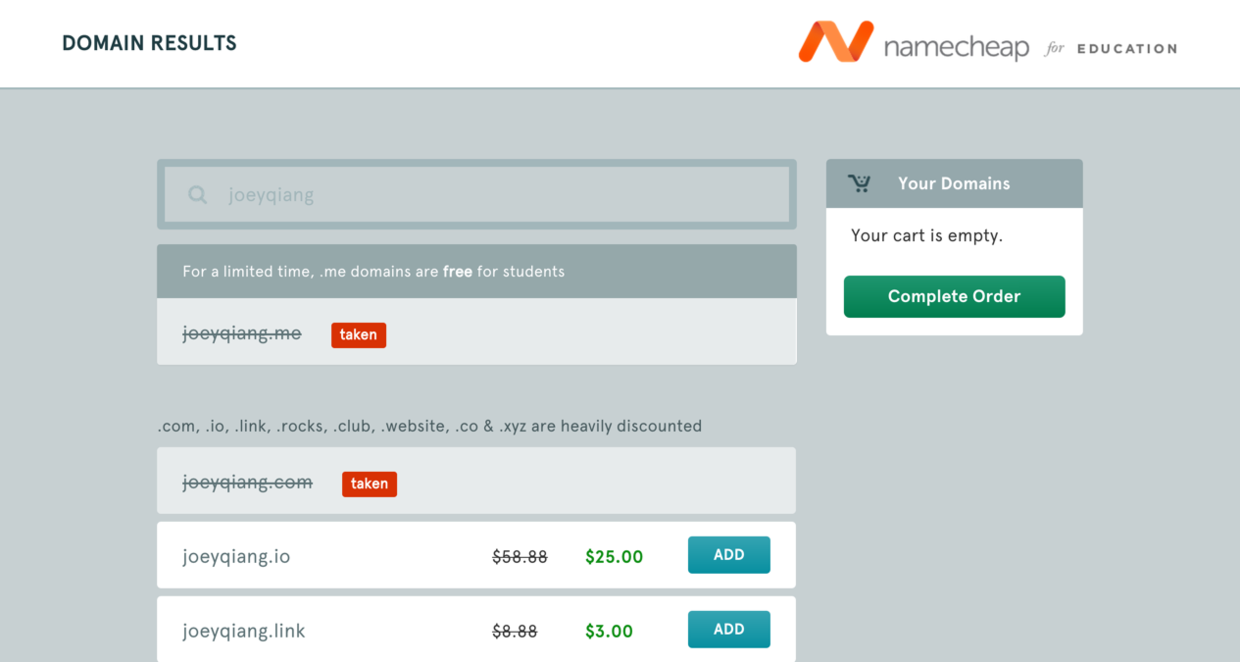 DOMAIN RESULTS
namecheap for EDUCATION
joeyqiang
Your Domains
Your cart is empty.
Complete Order
For a limited time, .me domains are free for students
joeyqiang.me taken
.com, .io, .link, .rocks, .club, .website, .co & .xyz are heavily discounted
joeyqiang.com taken
joeyqiang.io $58.88 $25.00 ADD
joeyqiang.link $8.88 $3.00 ADD